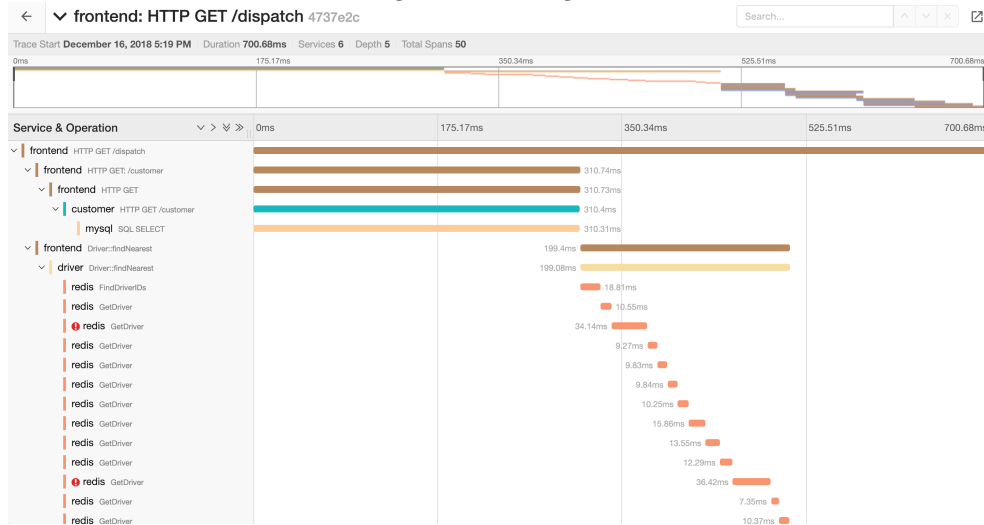 frontend: HTTP GET /dispatch 4737e2c
Search...
Trace Start December 16, 2018 5:19 PM Duration 700.68ms Services 6 Depth 5 Total Spans 50
0ms 175.17ms 350.34ms 525.51ms 700.68ms
Service & Operation 0ms 175.17ms 350.34ms 525.51ms 700.68ms
frontend HTTP GET /dispatch
frontend HTTP GET: /customer 310.74ms
frontend HTTP GET 310.73ms
customer HTTP GET /customer 310.4ms
mysql SQL SELECT 310.31ms
frontend Driver::findNearest 199.4ms
driver Driver::findNearest 199.08ms
redis FindDriverIDs 18.81ms
redis GetDriver 10.55ms
redis GetDriver 34.14ms
redis GetDriver 9.27ms
redis GetDriver 9.83ms
redis GetDriver 9.84ms
redis GetDriver 10.25ms
redis GetDriver 15.86ms
redis GetDriver 13.55ms
redis GetDriver 12.29ms
redis GetDriver 36.42ms
redis GetDriver 7.35ms
redis GetDriver 10.37ms